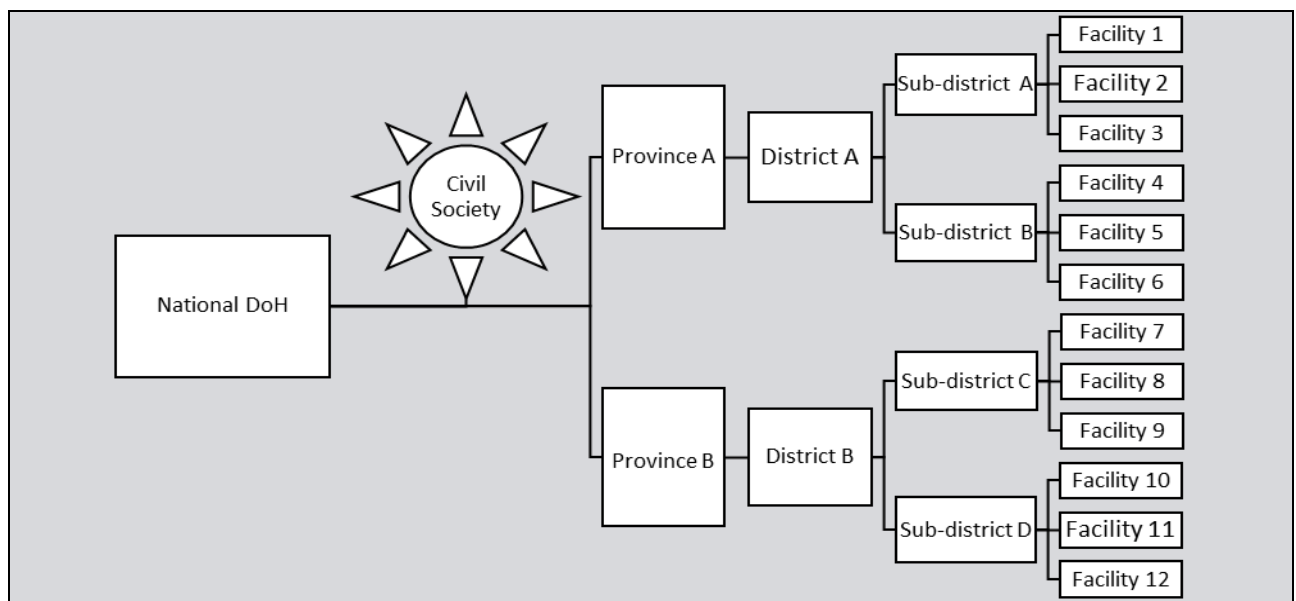 National DoH
Civil
Society
Province A
District A
Sub-district A
Facility 1
Facility 2
Facility 3
Sub-district B
Facility 4
Facility 5
Facility 6
Province B
District B
Sub-district C
Facility 7
Facility 8
Facility 9
Sub-district D
Facility 10
Facility 11
Facility 12